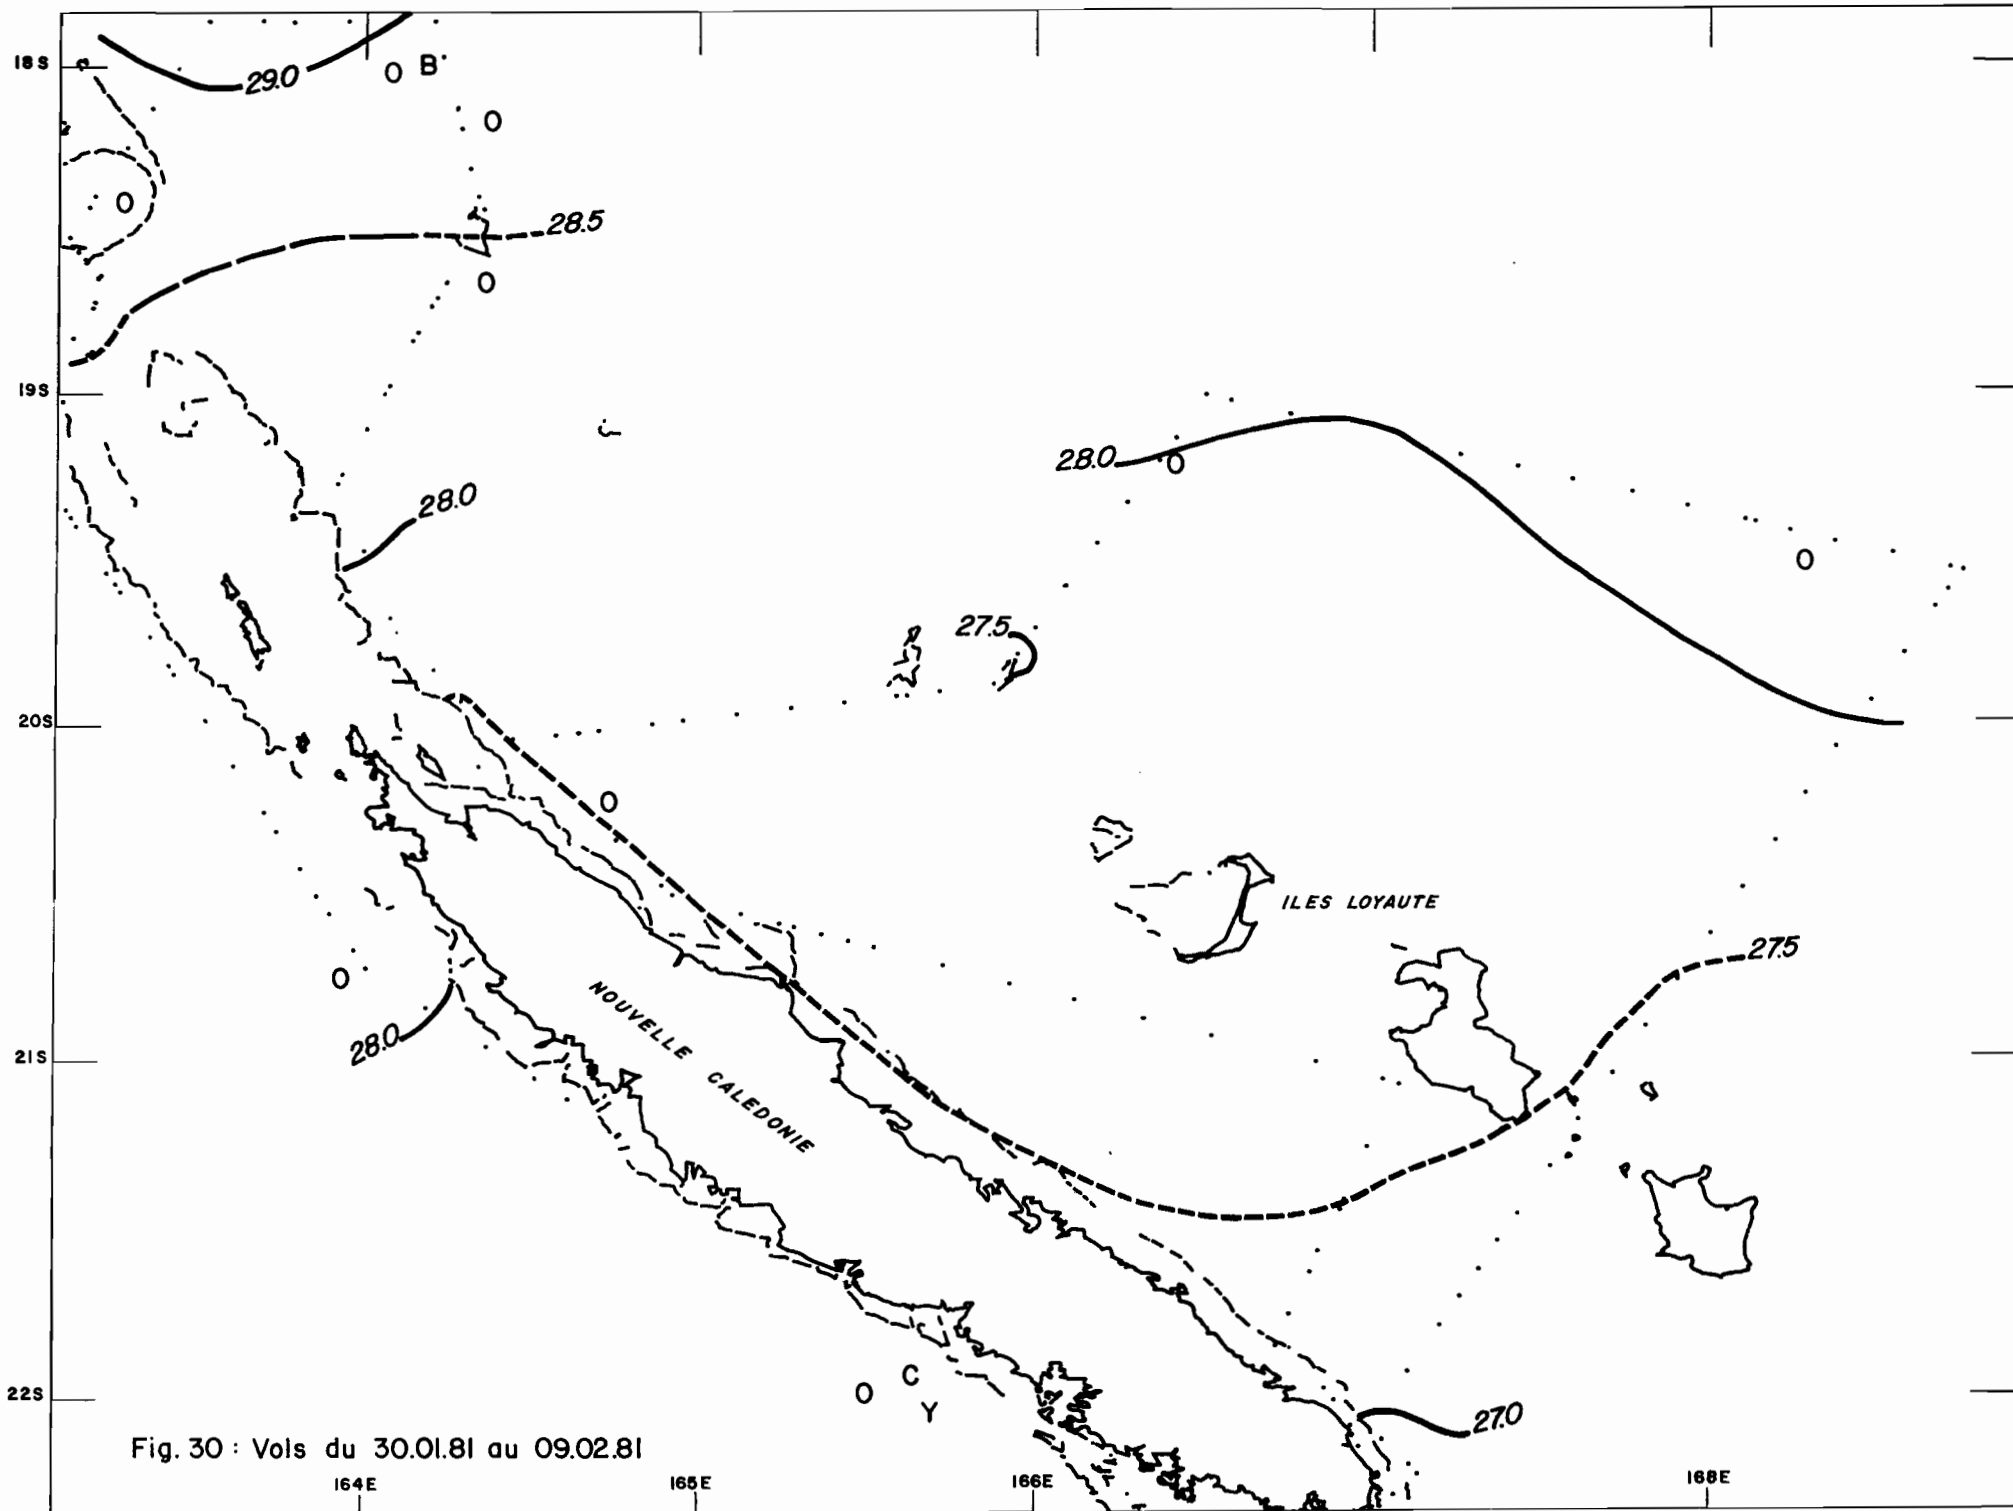 18S
29.0
O B
O
O
28.5
O
19S
28.0
O
28.0
O
27.5
20S
O
ILES LOYAUTE
27.5
O
NOUVELLE CALEDONIE
28.0
21S
C
O
Y
22S
27.0
Fig. 30 : Vols du 30.01.81 au 09.02.81
164E
165E
166E
168E